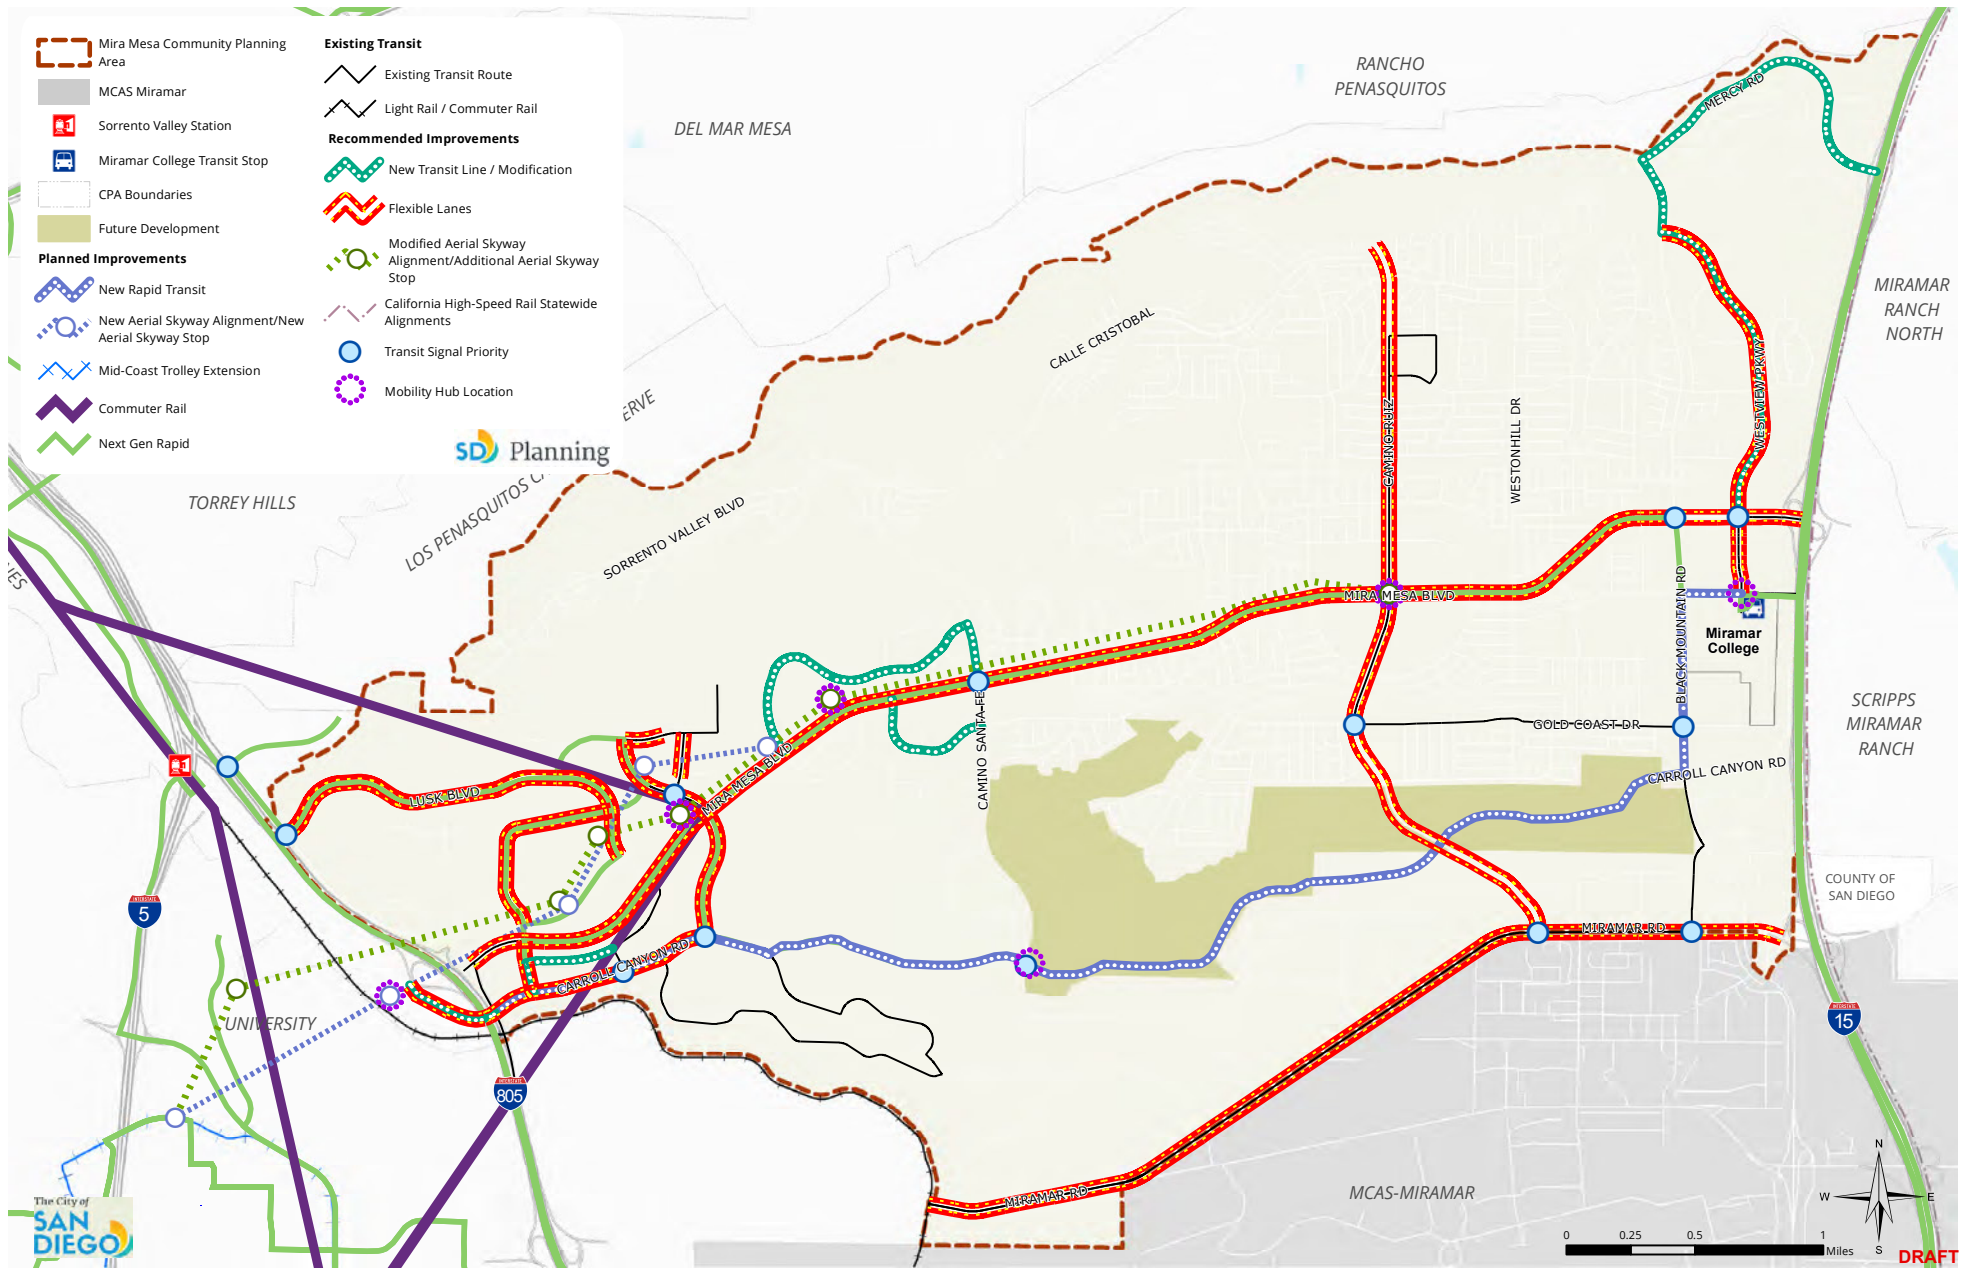 Mira Mesa Community Planning
Area
MCAS Miramar
Sorrento Valley Station
Miramar College Transit Stop
CPA Boundaries
Future Development
Planned Improvements
New Rapid Transit
New Aerial Skyway Alignment/New
Aerial Skyway Stop
Mid-Coast Trolley Extension
Commuter Rail
Next Gen Rapid
Existing Transit
Existing Transit Route
Light Rail / Commuter Rail
Recommended Improvements
New Transit Line / Modification
Flexible Lanes
Modified Aerial Skyway
Alignment/Additional Aerial Skyway
Stop
California High-Speed Rail Statewide
Alignments
Transit Signal Priority
Mobility Hub Location
SD Planning
RANCHO
PENASQUITOS
DEL MAR MESA
MERCY RD
MIRAMAR
RANCH
NORTH
CALLE CRISTOBAL
WESTVIEW PKWY
CAMINO RUIZ
WESTONHILL DR
ERVE
LOS PENASQUITOS CA
TORREY HILLS
SORRENTO VALLEY BLVD
NES
MIRA MESA BLVD
BLACK MOUNTAIN RD
Miramar
College
SCRIPPS
MIRAMAR
RANCH
GOLD COAST DR
CAMINO SANTA FE
MIRA MESA BLVD
CARROLL CANYON RD
LUSK BLVD
COUNTY OF
SAN DIEGO
INTERSTATE
5
MIRAMAR RD
CARROLL CANYON RD
UNIVERSITY
INTERSTATE
15
INTERSTATE
805
MIRAMAR RD
MCAS-MIRAMAR
The City of
SAN
DIEGO
N
W
E
S
0
0.25
0.5
1
Miles
DRAFT